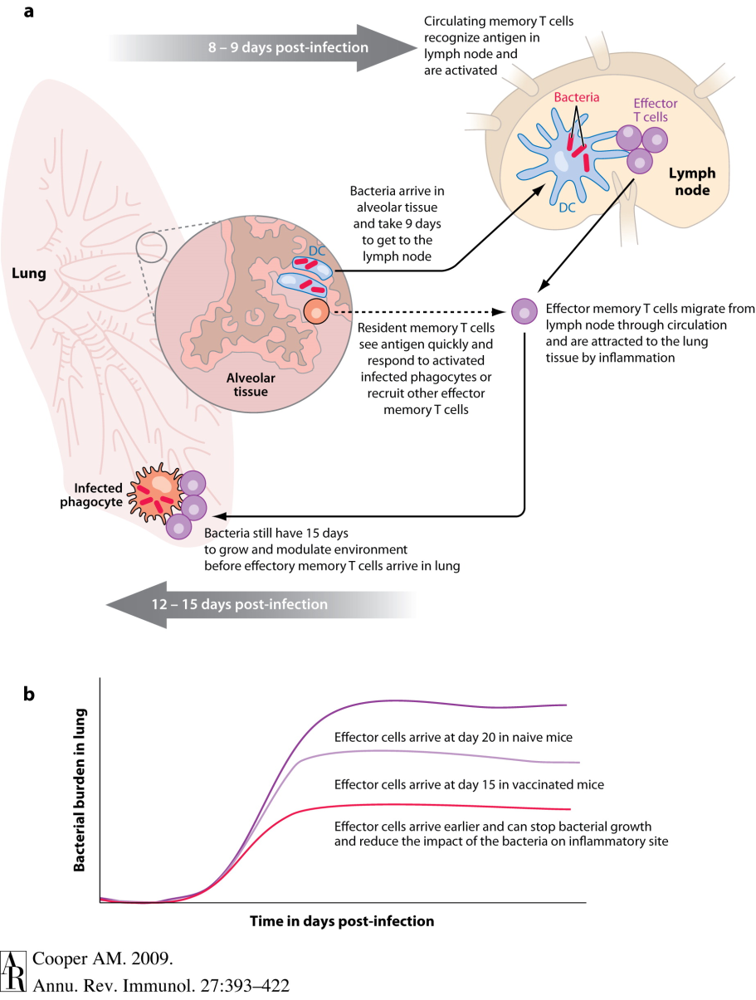 a
8 – 9 days post-infection
Circulating memory T cells
recognize antigen in
lymph node and
are activated
Bacteria
Effector
T cells
Lymph
node
DC
Bacteria arrive in
alveolar tissue
and take 9 days
to get to the
lymph node
Lung
DC
Alveolar
tissue
Resident memory T cells
see antigen quickly and
respond to activated
infected phagocytes or
recruit other effector
memory T cells
Effector memory T cells migrate from
lymph node through circulation
and are attracted to the lung
tissue by inflammation
Infected
phagocyte
Bacteria still have 15 days
to grow and modulate environment
before effectory memory T cells arrive in lung
12 – 15 days post-infection
b
Bacterial burden in lung
Effector cells arrive at day 20 in naive mice
Effector cells arrive at day 15 in vaccinated mice
Effector cells arrive earlier and can stop bacterial growth
and reduce the impact of the bacteria on inflammatory site
Time in days post-infection
AR
Cooper AM. 2009.
Annu. Rev. Immunol. 27:393–422